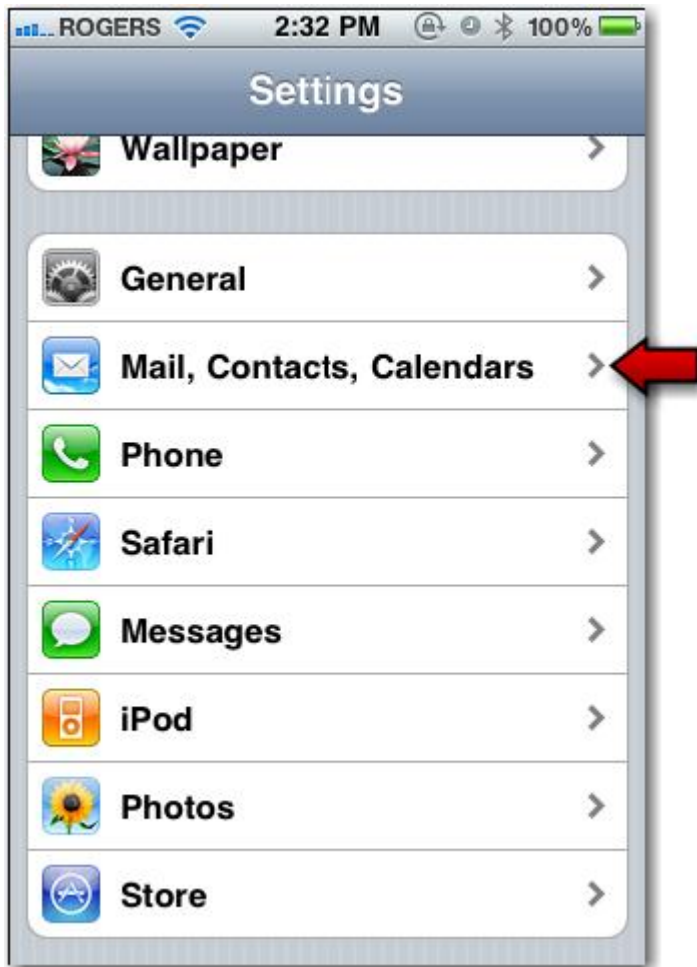 ROGERS 2:32 PM 100%
Settings
Wallpaper
General
Mail, Contacts, Calendars
Phone
Safari
Messages
iPod
Photos
Store